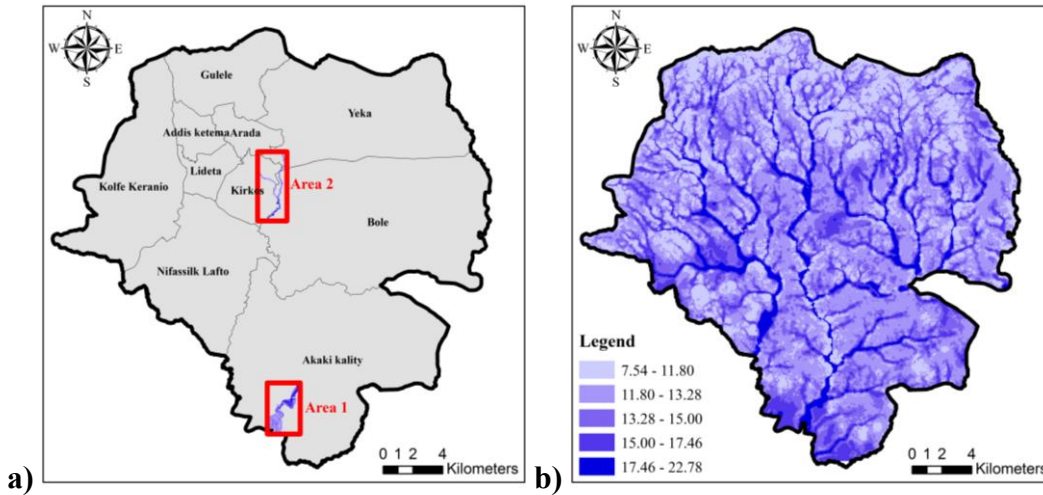 N
W E
S
Gulele
Yeka
Addis ketema Arada
Lideta
Kirkos
Area 2
Kolfe Keranio
Bole
Nifassilk Lafto
Akaki kality
Area 1
0 1 2 4
Kilometers
a)
N
W E
S
Legend
7.54 - 11.80
11.80 - 13.28
13.28 - 15.00
15.00 - 17.46
17.46 - 22.78
0 1 2 4
Kilometers
b)